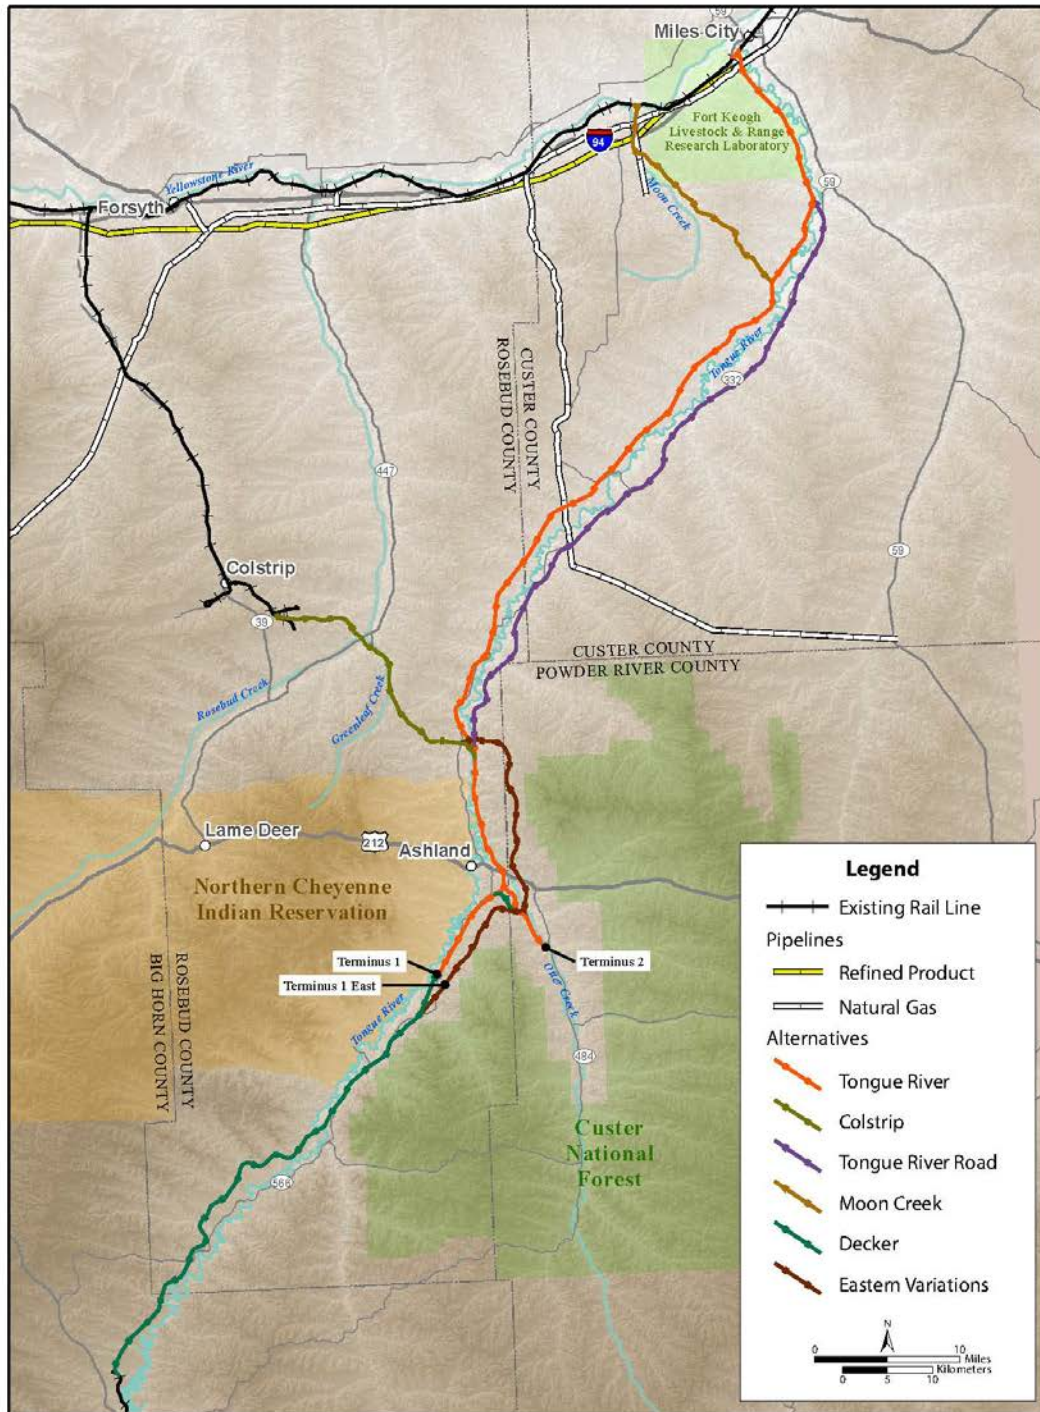 59
Miles City
Fort Keogh
Livestock & Range
Research Laboratory
94
Yellowstone River
Moon Creek
59
Forsyth
Tongue River
332
CUSTER COUNTY
ROSEBUD COUNTY
447
59
Colstrip
39
CUSTER COUNTY
POWDER RIVER COUNTY
Rosebud Creek
Greenleaf Creek
Lame Deer
212
Ashland
Northern Cheyenne
Indian Reservation
Terminus 1
Terminus 2
Terminus 1 East
Otter Creek
Tongue River
ROSEBUD COUNTY
BIG HORN COUNTY
484
Custer
National
Forest
566
Legend
Existing Rail Line
Pipelines
Refined Product
Natural Gas
Alternatives
Tongue River
Colstrip
Tongue River Road
Moon Creek
Decker
Eastern Variations
N
0 10
Miles
Kilometers
0 5 10